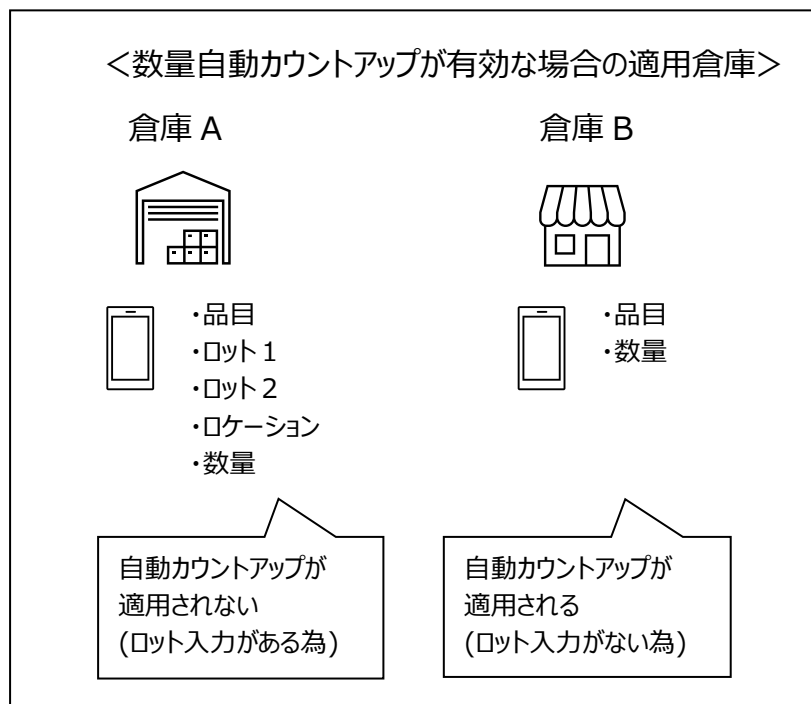 ＜数量自動カウントアップが有効な場合の適用倉庫＞
倉庫 A
・品目
・ロット 1
・ロット 2
・ロケーション
・数量
自動カウントアップが
適用されない
(ロット入力がある為)
倉庫 B
・品目
・数量
自動カウントアップが
適用される
(ロット入力がない為)